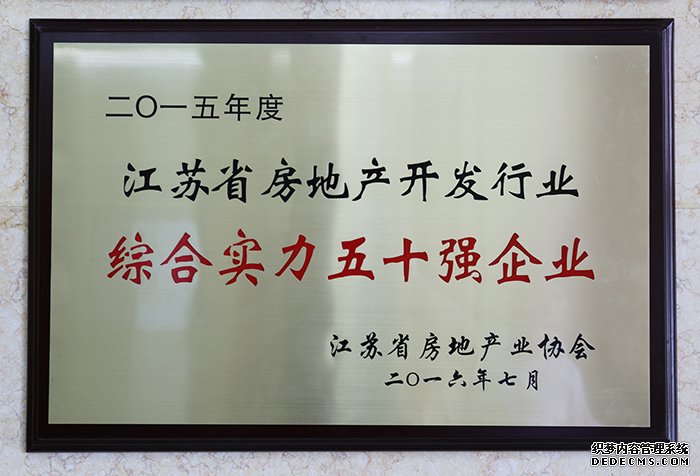 二〇一五年度
江苏省房地产开发行业
综合实力五十强企业
江苏省房地产业协会
二〇一六年七月
织梦内容管理系统
DEDECMS.COM